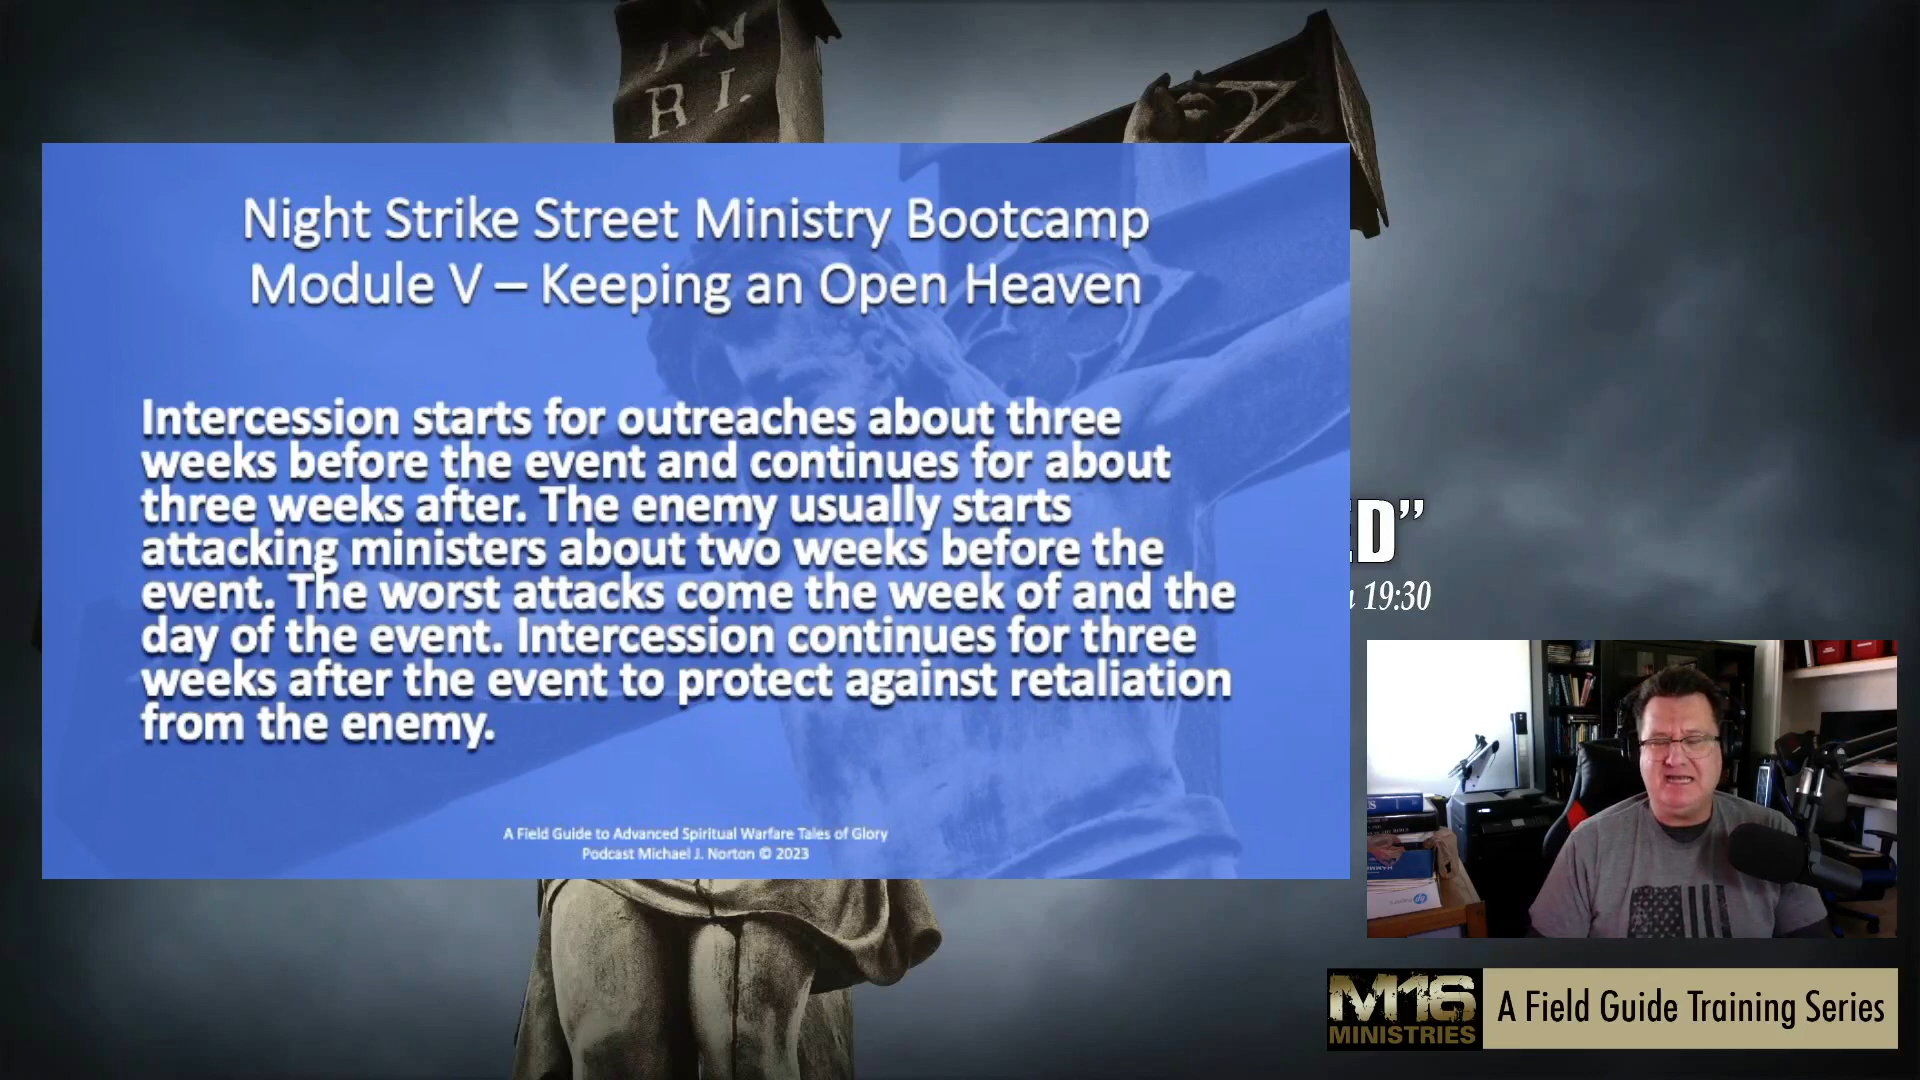 IN
RI.
Night Strike Street Ministry Bootcamp
Module V – Keeping an Open Heaven
Intercession starts for outreaches about three
weeks before the event and continues for about
three weeks after. The enemy usually starts
attacking ministers about two weeks before the
event. The worst attacks come the week of and the
day of the event. Intercession continues for three
weeks after the event to protect against retaliation
from the enemy.
A Field Guide to Advanced Spiritual Warfare Tales of Glory
Podcast Michael J. Norton © 2023
ED”
19:30
M16
MINISTRIES
A Field Guide Training Series